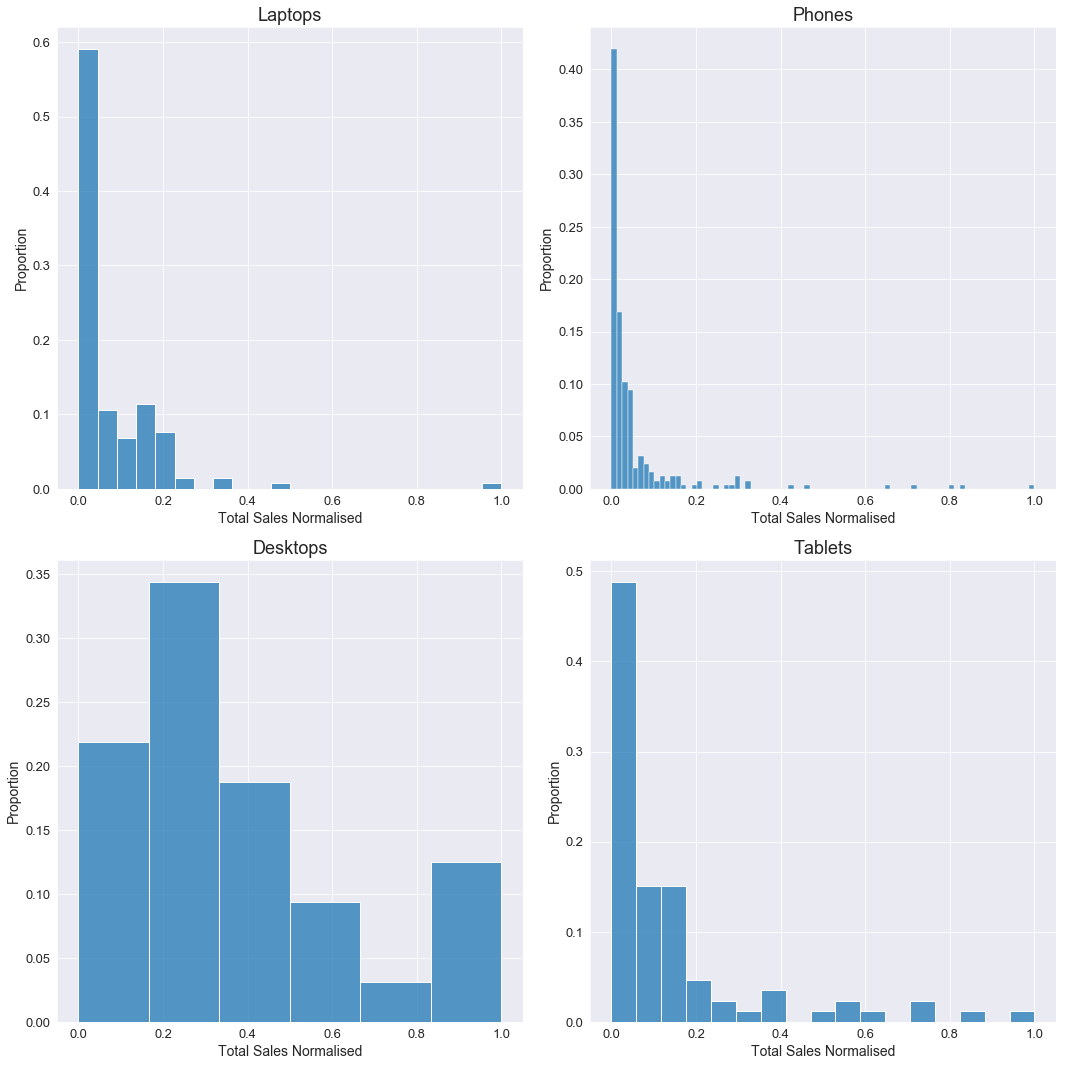 Laptops
0.6
0.5
0.4
0.3
0.2
0.1
0.0
Proportion
0.0 0.2 0.4 0.6 0.8 1.0
Total Sales Normalised
Phones
0.40
0.35
0.30
0.25
0.20
0.15
0.10
0.05
0.00
Proportion
0.0 0.2 0.4 0.6 0.8 1.0
Total Sales Normalised
Desktops
0.35
0.30
0.25
0.20
0.15
0.10
0.05
0.00
Proportion
0.0 0.2 0.4 0.6 0.8 1.0
Total Sales Normalised
Tablets
0.5
0.4
0.3
0.2
0.1
0.0
Proportion
0.0 0.2 0.4 0.6 0.8 1.0
Total Sales Normalised